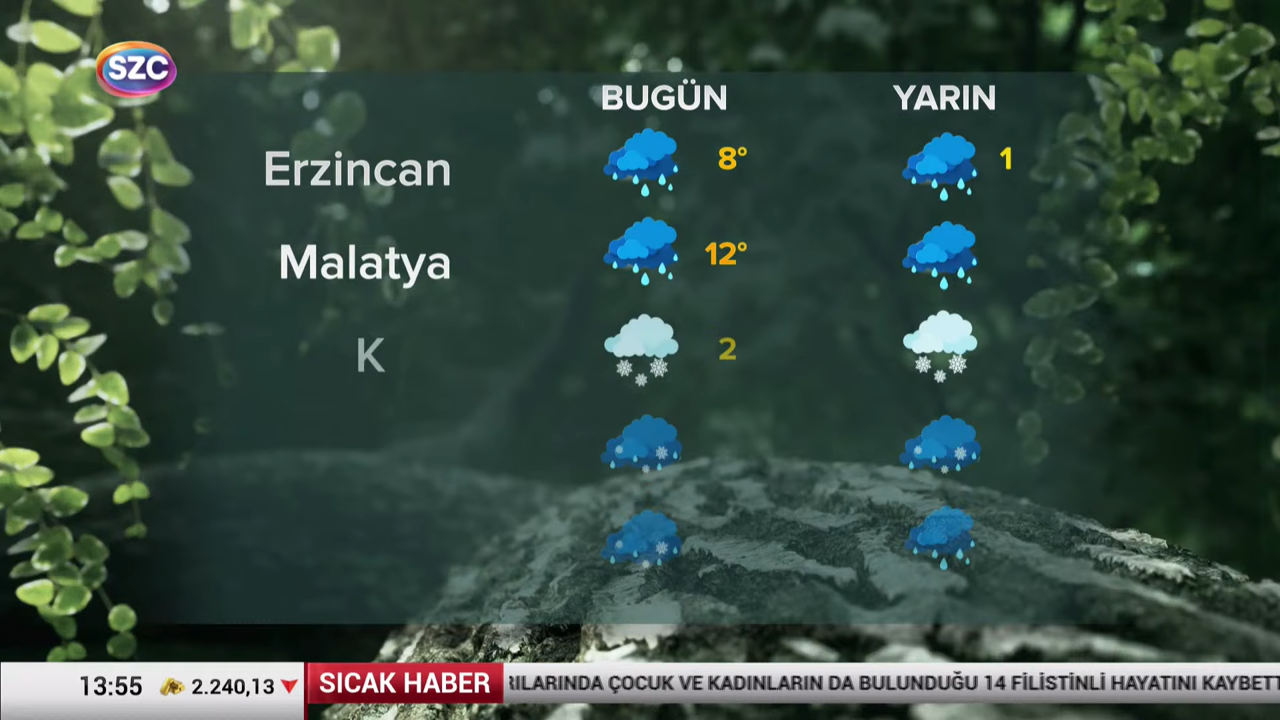 SZC
BUGÜN YARIN
Erzincan 8° 1
Malatya 12°
K 2
13:55 2.240,13 SICAK HABER RILARINDA ÇOCUK VE KADINLARIN DA BULUNDUĞU 14 FİLİSTİNLİ HAYATINI KAYBETT